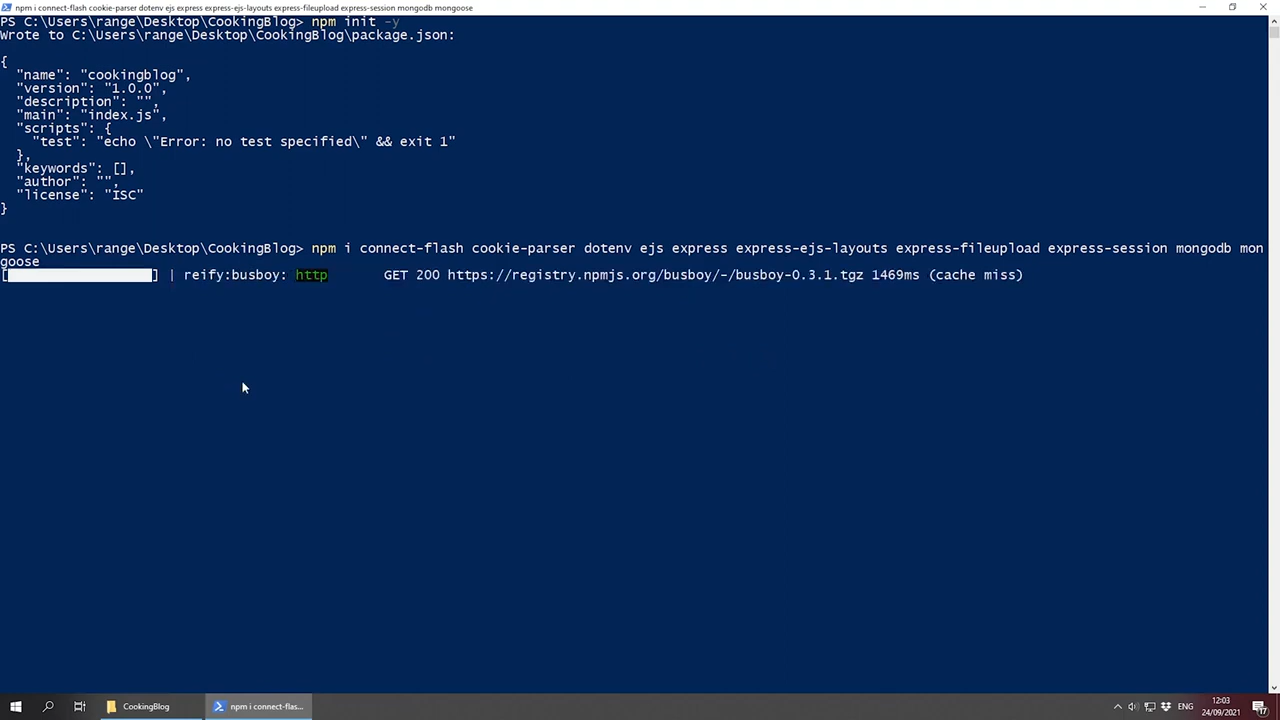 npm i connect-flash cookie-parser dotenv ejs express express-ejs-layouts express-fileupload express-session mongodb mongoose
PS C:\Users\range\Desktop\CookingBlog> npm init -y
Wrote to C:\Users\range\Desktop\CookingBlog\package.json:
{
  "name": "cookingblog",
  "version": "1.0.0",
  "description": "",
  "main": "index.js",
  "scripts": {
    "test": "echo \"Error: no test specified\" && exit 1"
  },
  "keywords": [],
  "author": "",
  "license": "ISC"
}
PS C:\Users\range\Desktop\CookingBlog> npm i connect-flash cookie-parser dotenv ejs express express-ejs-layouts express-fileupload express-session mongodb mon
goose
[                  ] | reify:busboy: http      GET 200 https://registry.npmjs.org/busboy/-/busboy-0.3.1.tgz 1469ms (cache miss)
CookingBlog
npm i connect-flas...
ENG
12:03
24/09/2021
17